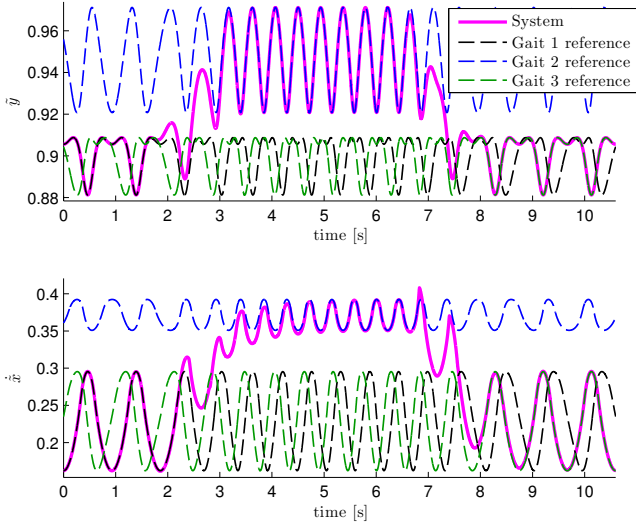 System
Gait 1 reference
Gait 2 reference
Gait 3 reference
0.96
0.94
0.92
0.9
0.88
ỹ
0 1 2 3 4 5 6 7 8 9 10
time [s]
0.4
0.35
0.3
0.25
0.2
x̃̇
0 1 2 3 4 5 6 7 8 9 10
time [s]